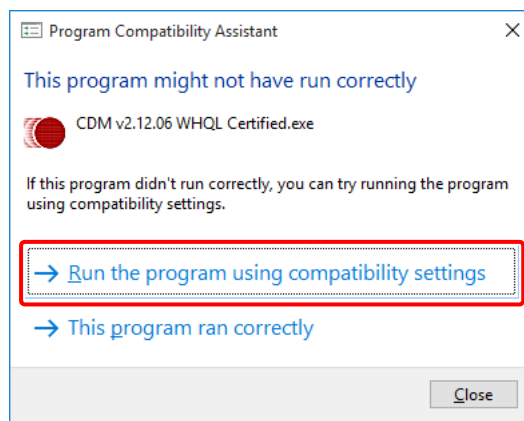 Program Compatibility Assistant
This program might not have run correctly
CDM v2.12.06 WHQL Certified.exe
If this program didn't run correctly, you can try running the program
using compatibility settings.
Run the program using compatibility settings
This program ran correctly
Close